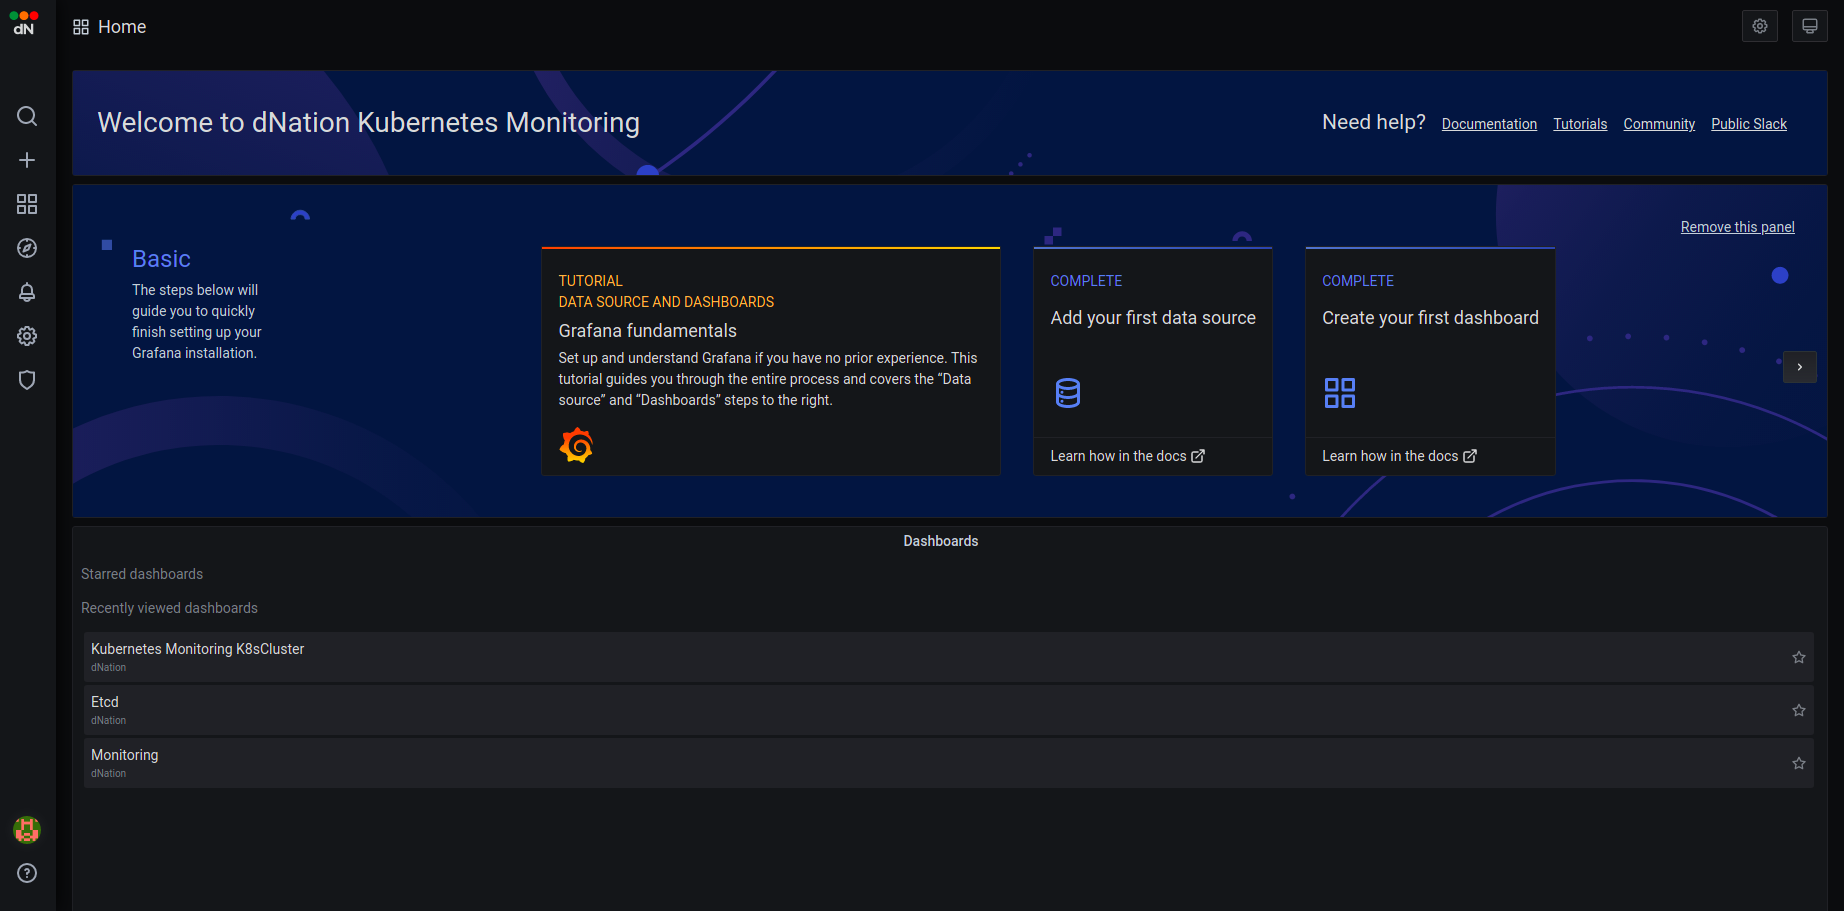 dN
Home
Welcome to dNation Kubernetes Monitoring
Need help? Documentation Tutorials Community Public Slack
Remove this panel
Basic
The steps below will
guide you to quickly
finish setting up your
Grafana installation.
TUTORIAL
DATA SOURCE AND DASHBOARDS
Grafana fundamentals
Set up and understand Grafana if you have no prior experience. This
tutorial guides you through the entire process and covers the “Data
source” and “Dashboards” steps to the right.
COMPLETE
Add your first data source
Learn how in the docs
COMPLETE
Create your first dashboard
Learn how in the docs
Dashboards
Starred dashboards
Recently viewed dashboards
Kubernetes Monitoring K8sCluster
dNation
Etcd
dNation
Monitoring
dNation